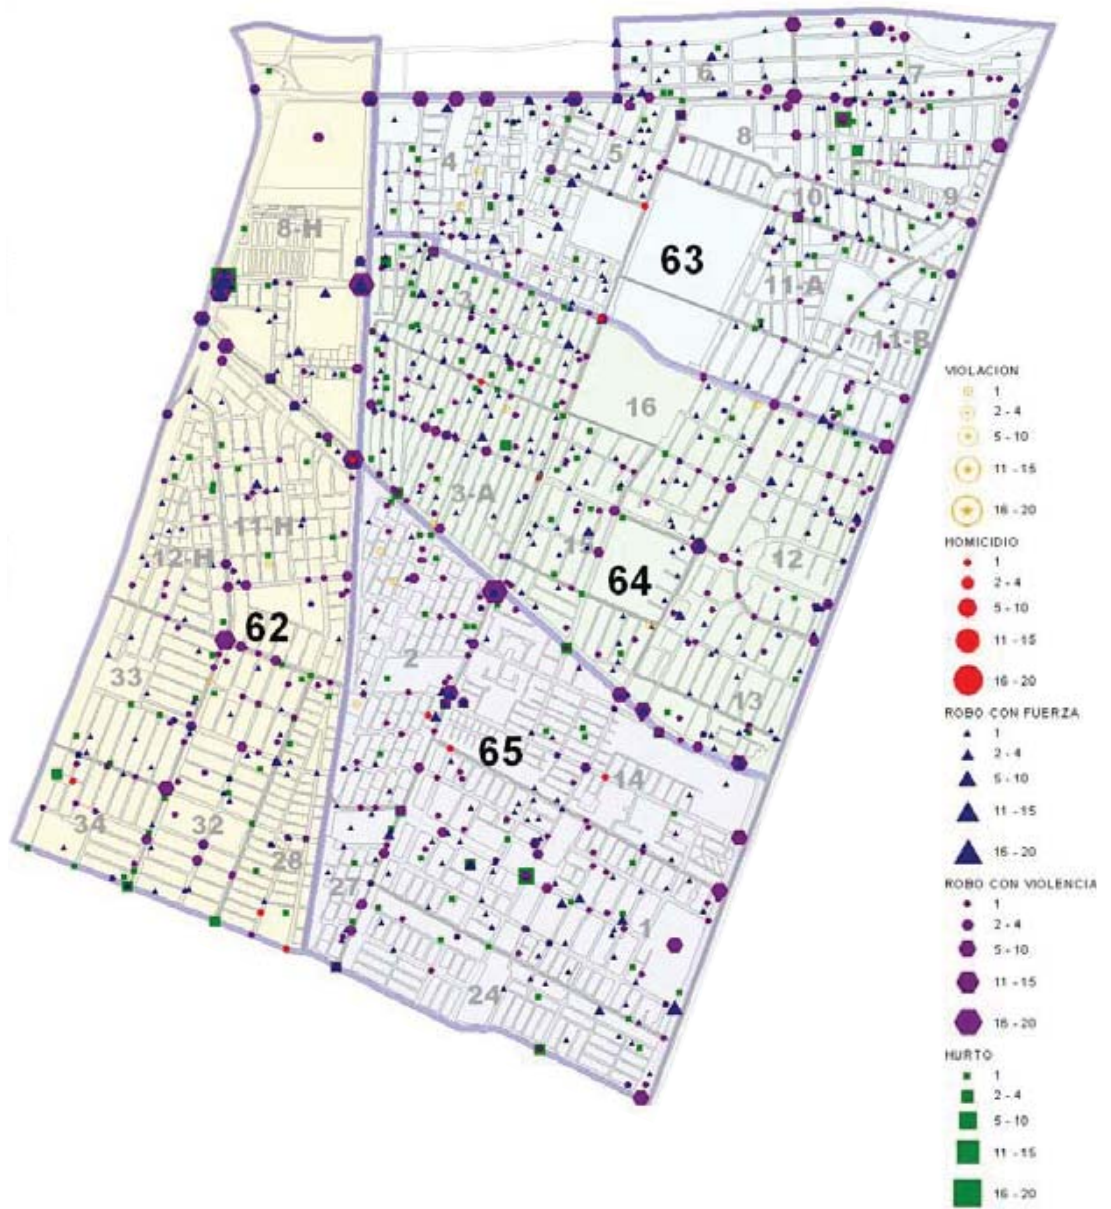 6
7
8
4
5
9
10
8-H
63
11-A
3
11-B
16
VIOLACION
1
2 - 4
5 - 10
11 - 15
16 - 20
3-A
11-H
15
12-H
12
64
HOMICIDIO
1
2 - 4
5 - 10
11 - 15
16 - 20
62
2
33
13
ROBO CON FUERZA
1
2 - 4
5 - 10
11 - 15
16 - 20
65
14
34
32
28
27
ROBO CON VIOLENCIA
1
2 - 4
5 - 10
11 - 15
16 - 20
1
24
HURTO
1
2 - 4
5 - 10
11 - 15
16 - 20